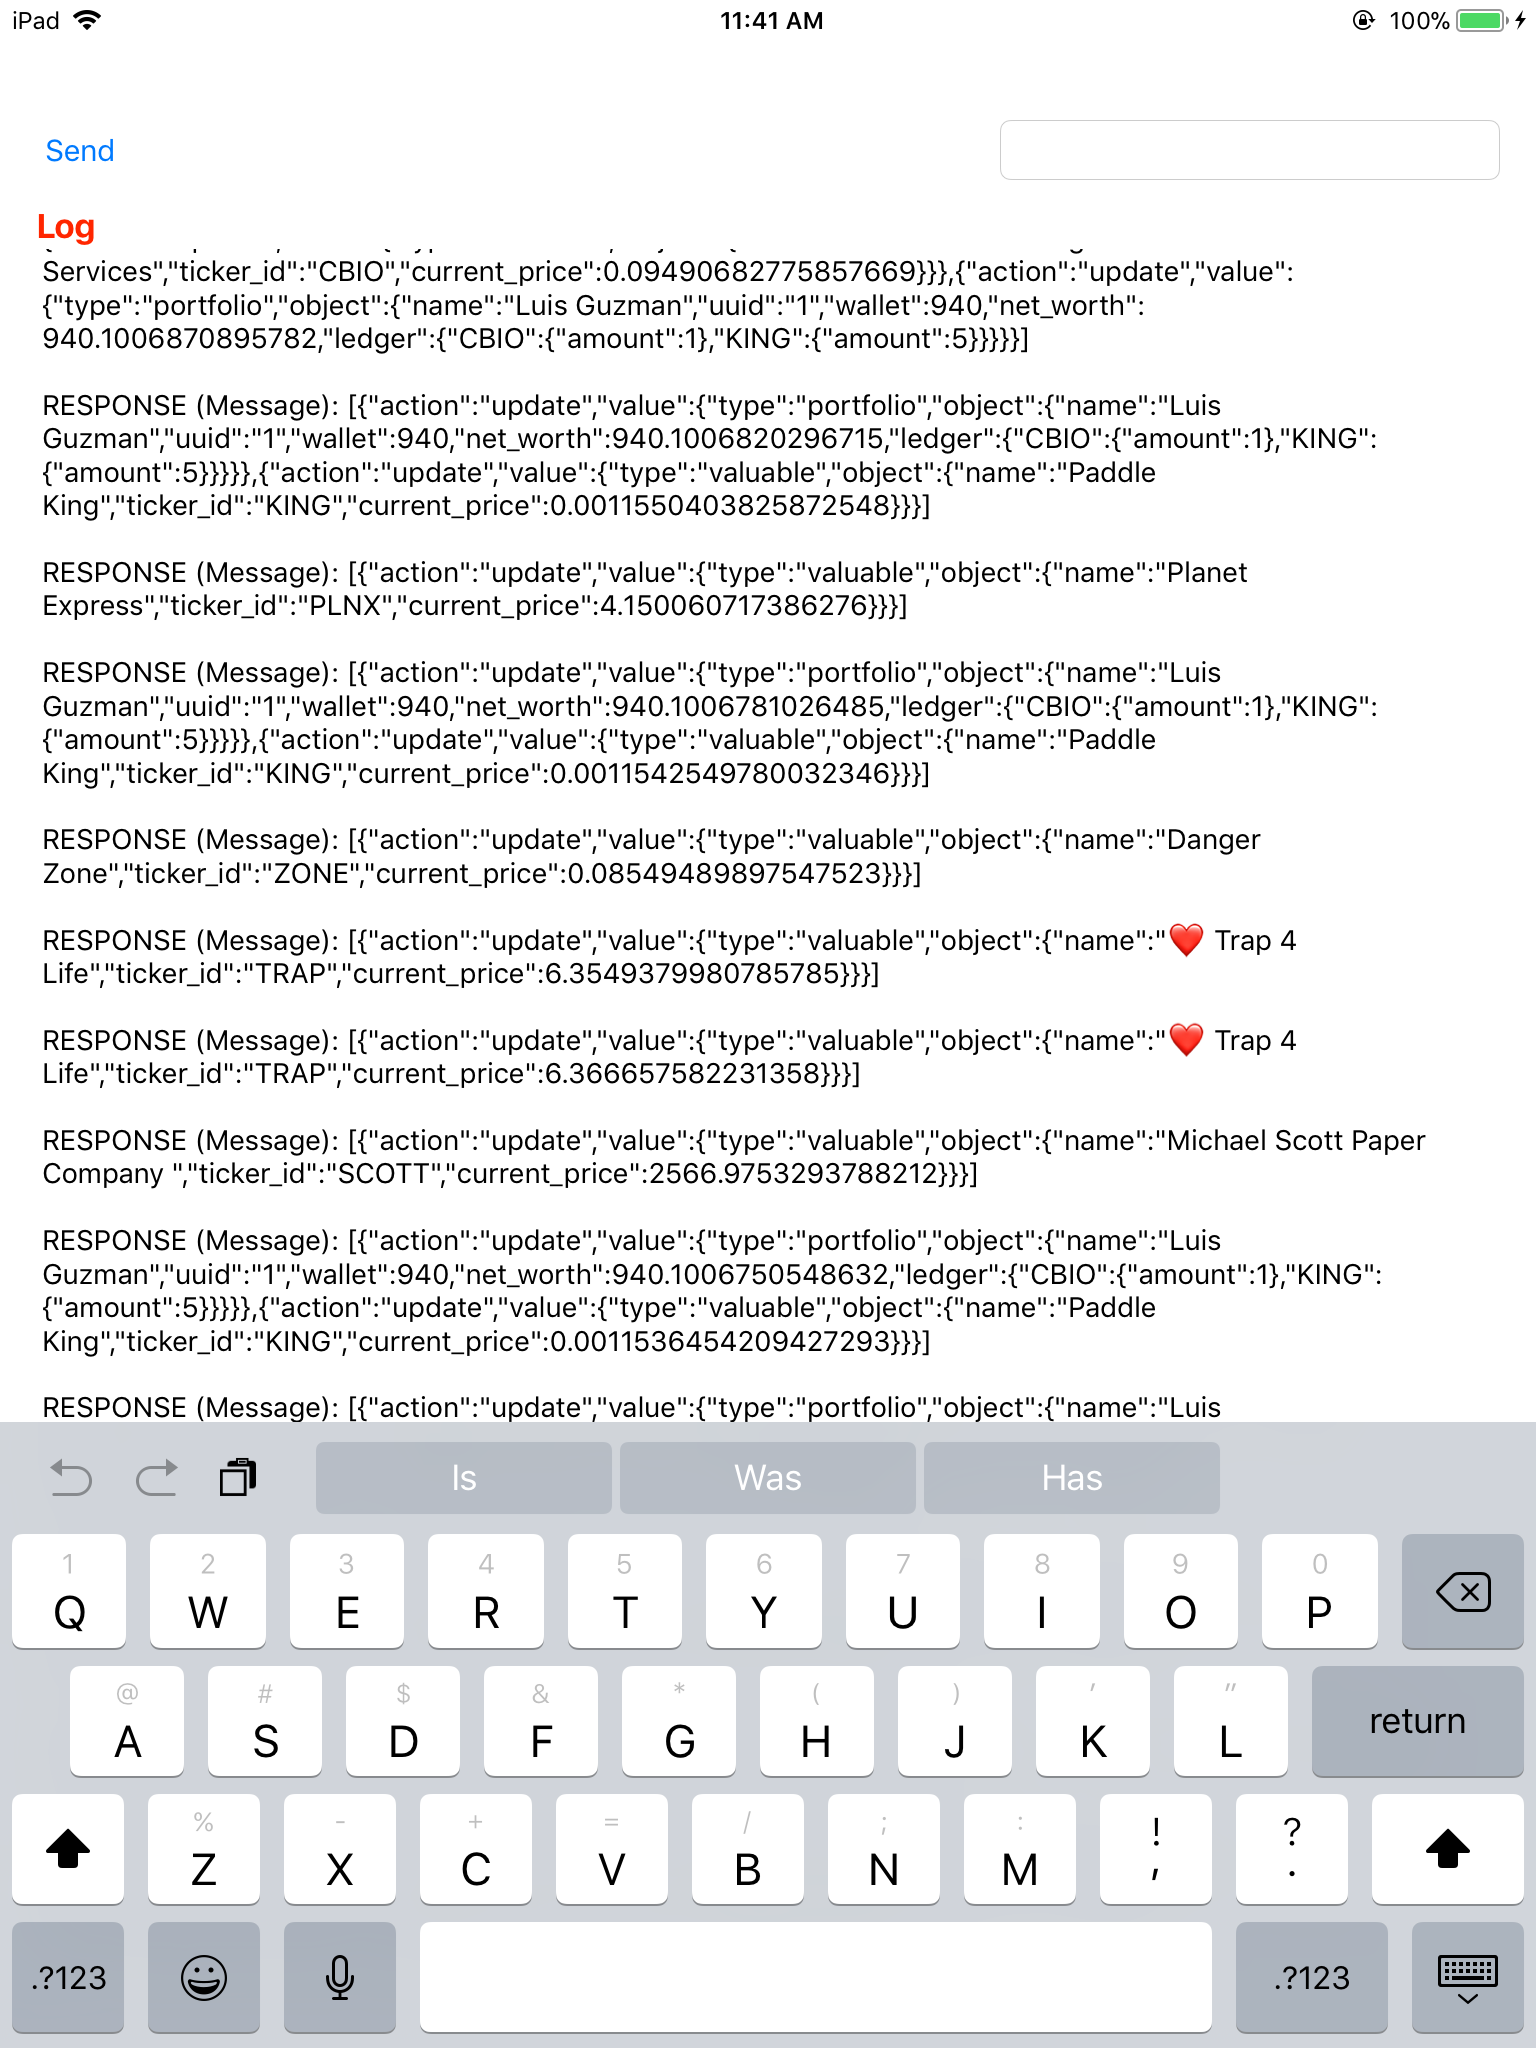 iPad 11:41 AM 100%
Send
Log
Services","ticker_id":"CBIO","current_price":0.09490682775857669}}},{"action":"update","value":
{"type":"portfolio","object":{"name":"Luis Guzman","uuid":"1","wallet":940,"net_worth":
940.1006870895782,"ledger":{"CBIO":{"amount":1},"KING":{"amount":5}}}}}]
RESPONSE (Message): [{"action":"update","value":{"type":"portfolio","object":{"name":"Luis
Guzman","uuid":"1","wallet":940,"net_worth":940.1006820296715,"ledger":{"CBIO":{"amount":1},"KING":
{"amount":5}}}}},{"action":"update","value":{"type":"valuable","object":{"name":"Paddle
King","ticker_id":"KING","current_price":0.0011550403825872548}}}]
RESPONSE (Message): [{"action":"update","value":{"type":"valuable","object":{"name":"Planet
Express","ticker_id":"PLNX","current_price":4.150060717386276}}}]
RESPONSE (Message): [{"action":"update","value":{"type":"portfolio","object":{"name":"Luis
Guzman","uuid":"1","wallet":940,"net_worth":940.1006781026485,"ledger":{"CBIO":{"amount":1},"KING":
{"amount":5}}}}},{"action":"update","value":{"type":"valuable","object":{"name":"Paddle
King","ticker_id":"KING","current_price":0.0011542549780032346}}}]
RESPONSE (Message): [{"action":"update","value":{"type":"valuable","object":{"name":"Danger
Zone","ticker_id":"ZONE","current_price":0.08549489897547523}}}]
RESPONSE (Message): [{"action":"update","value":{"type":"valuable","object":{"name":"❤️ Trap 4
Life","ticker_id":"TRAP","current_price":6.3549379980785785}}}]
RESPONSE (Message): [{"action":"update","value":{"type":"valuable","object":{"name":"❤️ Trap 4
Life","ticker_id":"TRAP","current_price":6.366657582231358}}}]
RESPONSE (Message): [{"action":"update","value":{"type":"valuable","object":{"name":"Michael Scott Paper
Company ","ticker_id":"SCOTT","current_price":2566.9753293788212}}}]
RESPONSE (Message): [{"action":"update","value":{"type":"portfolio","object":{"name":"Luis
Guzman","uuid":"1","wallet":940,"net_worth":940.1006750548632,"ledger":{"CBIO":{"amount":1},"KING":
{"amount":5}}}}},{"action":"update","value":{"type":"valuable","object":{"name":"Paddle
King","ticker_id":"KING","current_price":0.0011536454209427293}}}]
RESPONSE (Message): [{"action":"update","value":{"type":"portfolio","object":{"name":"Luis
Is Was Has
1 2 3 4 5 6 7 8 9 0
Q W E R T Y U I O P
@ # $ & * ( ) ' "
A S D F G H J K L return
% - + = / ; : ! ?
Z X C V B N M , .
.?123 .?123